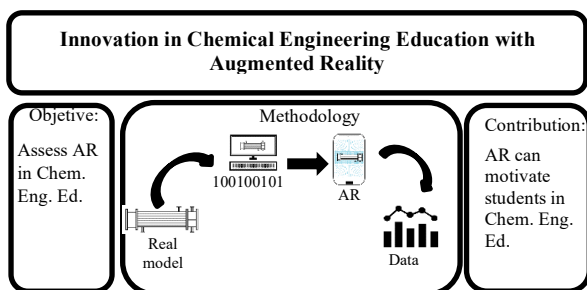 Innovation in Chemical Engineering Education with
Augmented Reality
Objetive:
Assess AR
in Chem.
Eng. Ed.
Methodology
100100101
AR
Real
model
Data
Contribution:
AR can
motivate
students in
Chem. Eng.
Ed.